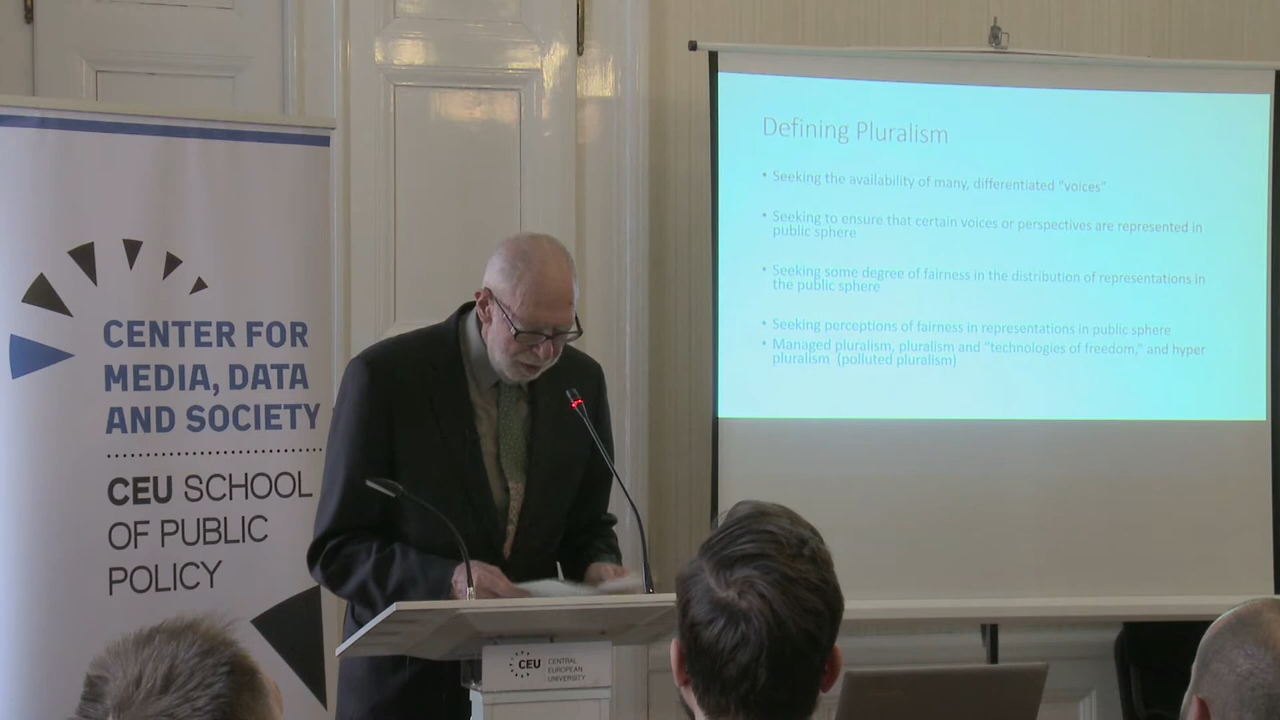 CENTER FOR
MEDIA, DATA
AND SOCIETY
CEU SCHOOL
OF PUBLIC
POLICY
CEU
CENTRAL
EUROPEAN
UNIVERSITY
Defining Pluralism
• Seeking the availability of many, differentiated "voices"
• Seeking to ensure that certain voices or perspectives are represented in
public sphere
• Seeking some degree of fairness in the distribution of representations in
the public sphere
• Seeking perceptions of fairness in representations in public sphere
• Managed pluralism, pluralism and "technologies of freedom," and hyper
pluralism (polluted pluralism)